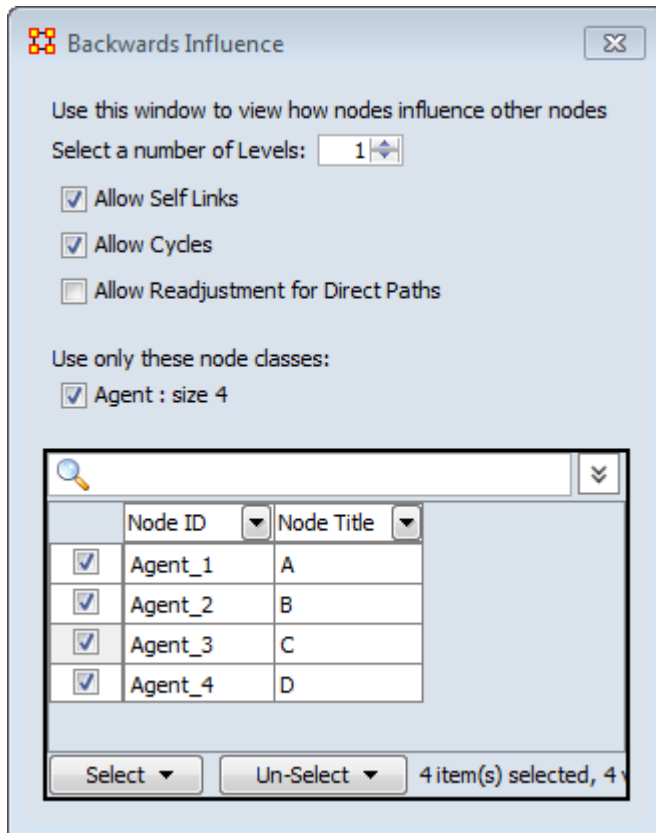 Backwards Influence
Use this window to view how nodes influence other nodes
Select a number of Levels: 1
Allow Self Links
Allow Cycles
Allow Readjustment for Direct Paths
Use only these node classes:
Agent : size 4
Node ID Node Title
Agent_1 A
Agent_2 B
Agent_3 C
Agent_4 D
Select Un-Select 4 item(s) selected, 4